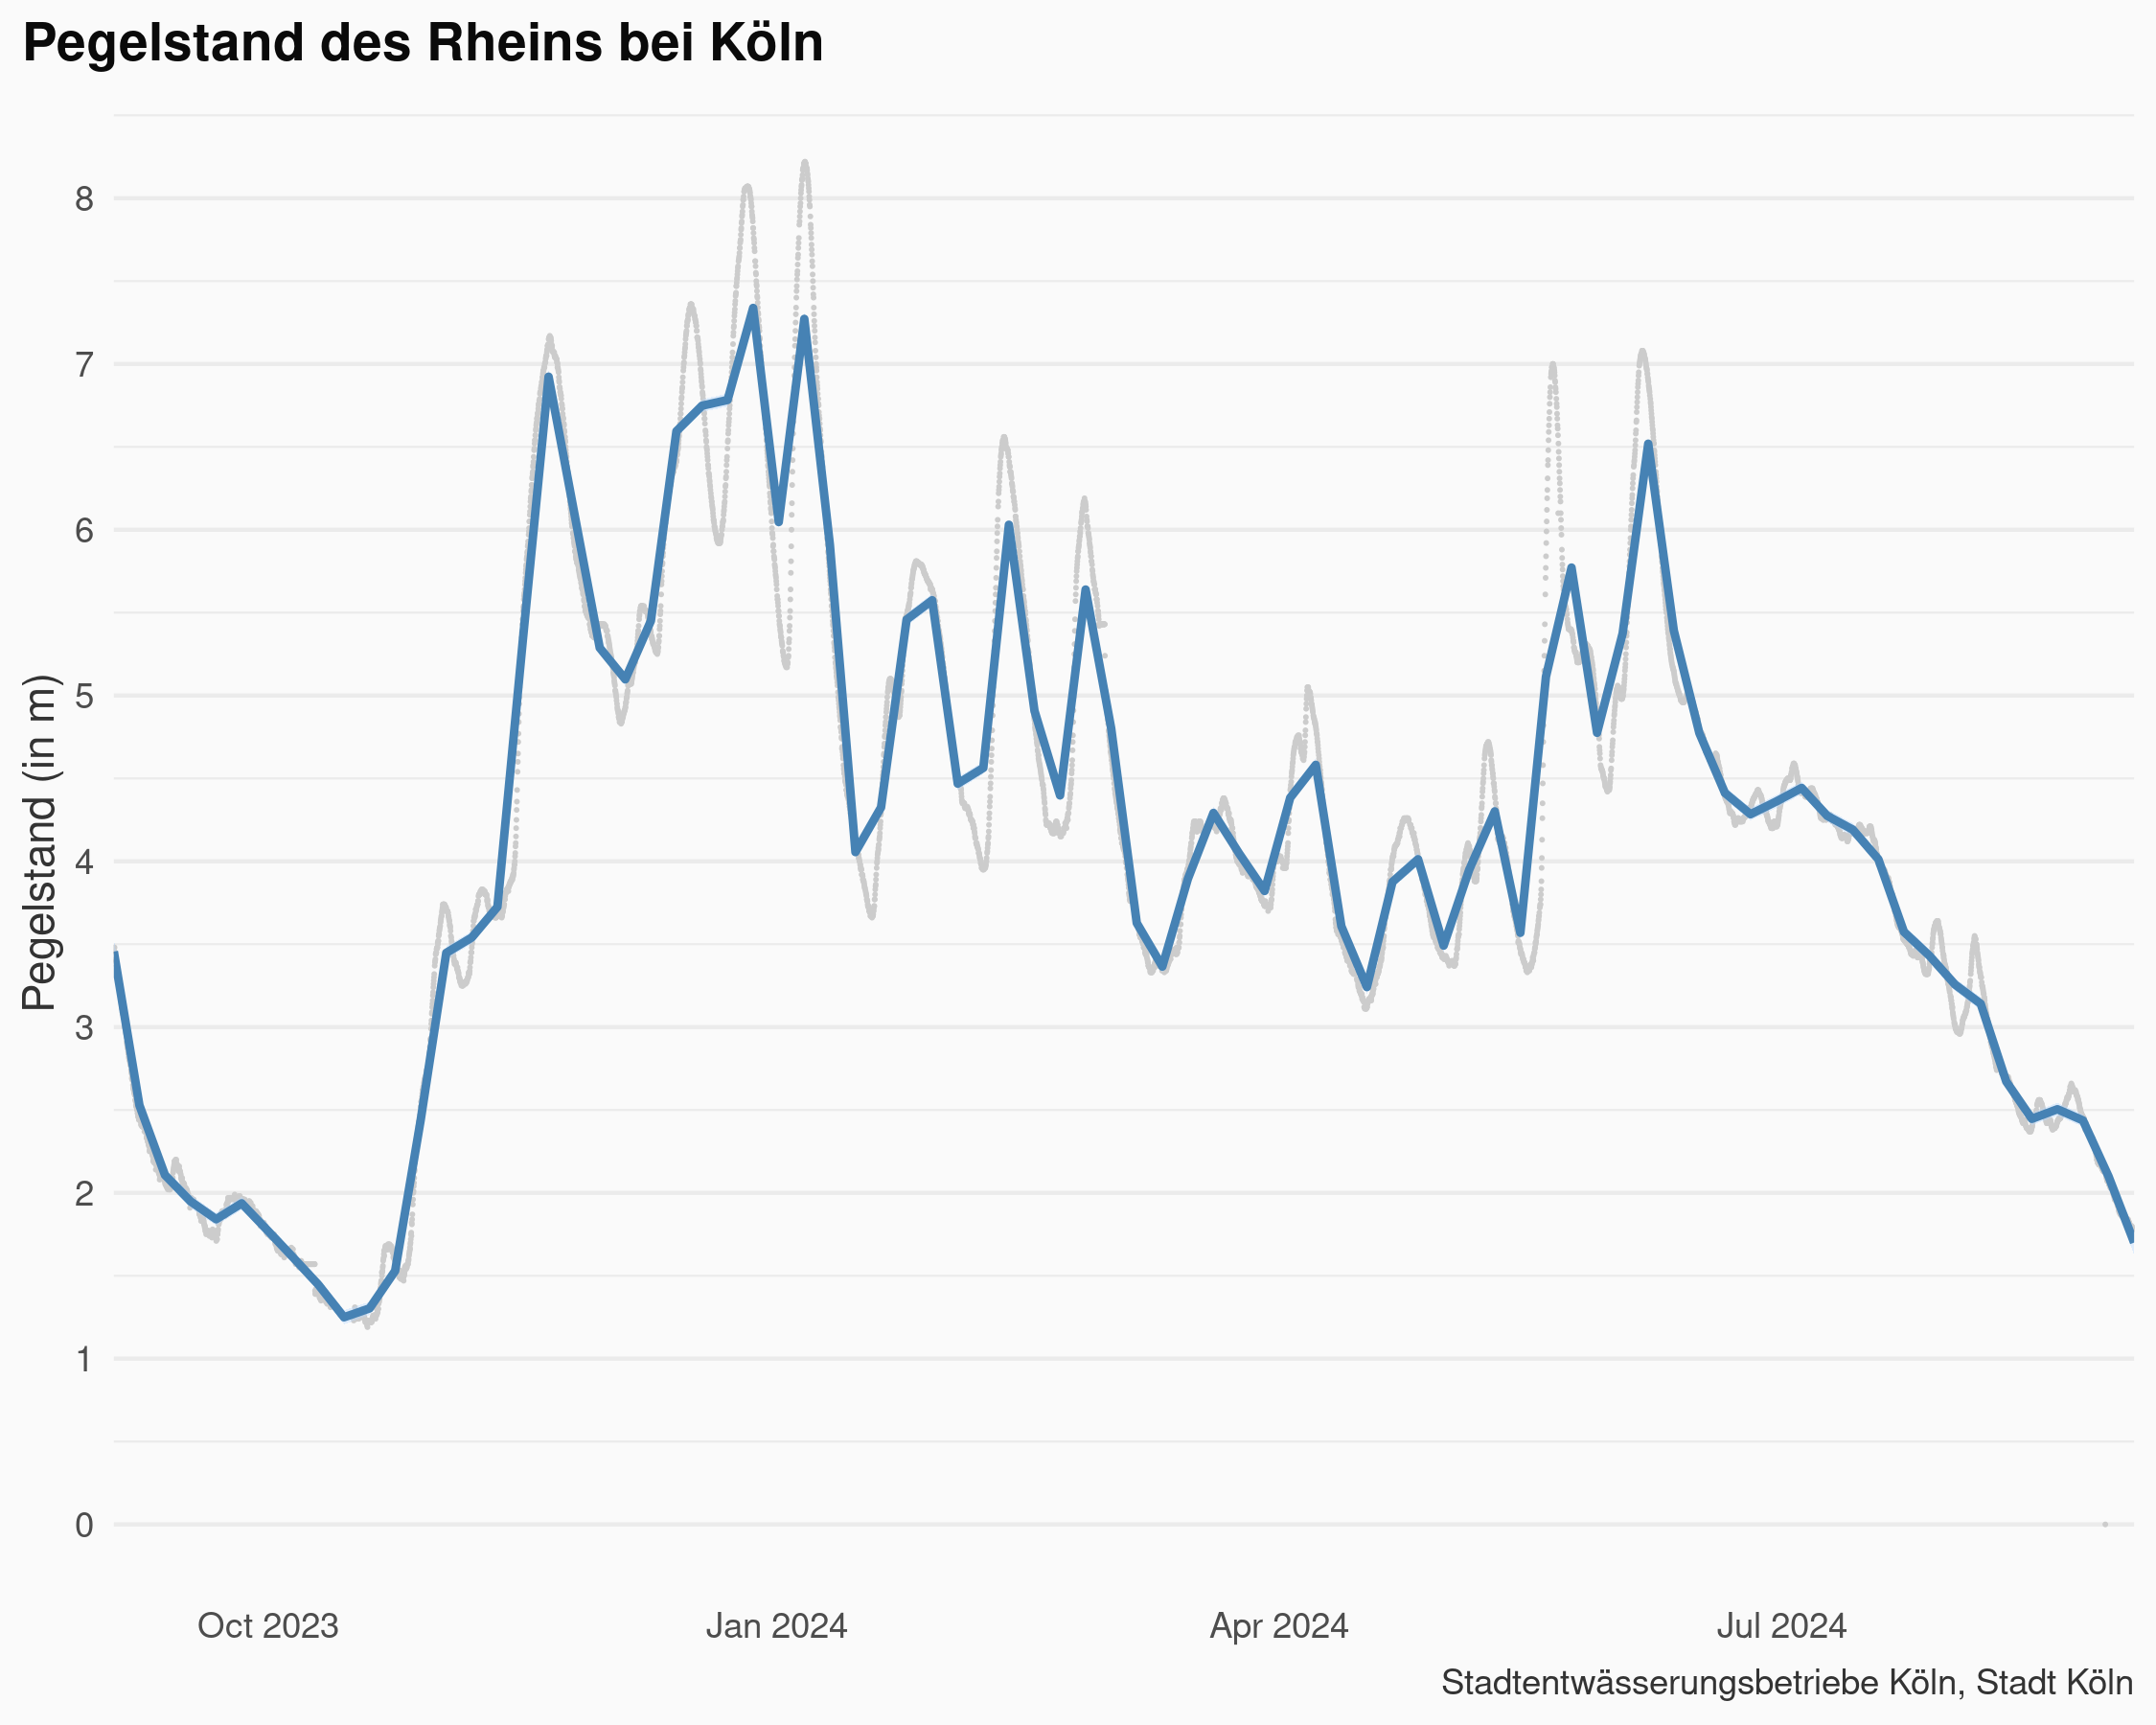 Pegelstand des Rheins bei Köln
Pegelstand (in m)
8
7
6
5
4
3
2
1
0
Oct 2023 Jan 2024 Apr 2024 Jul 2024
Stadtentwässerungsbetriebe Köln, Stadt Köln